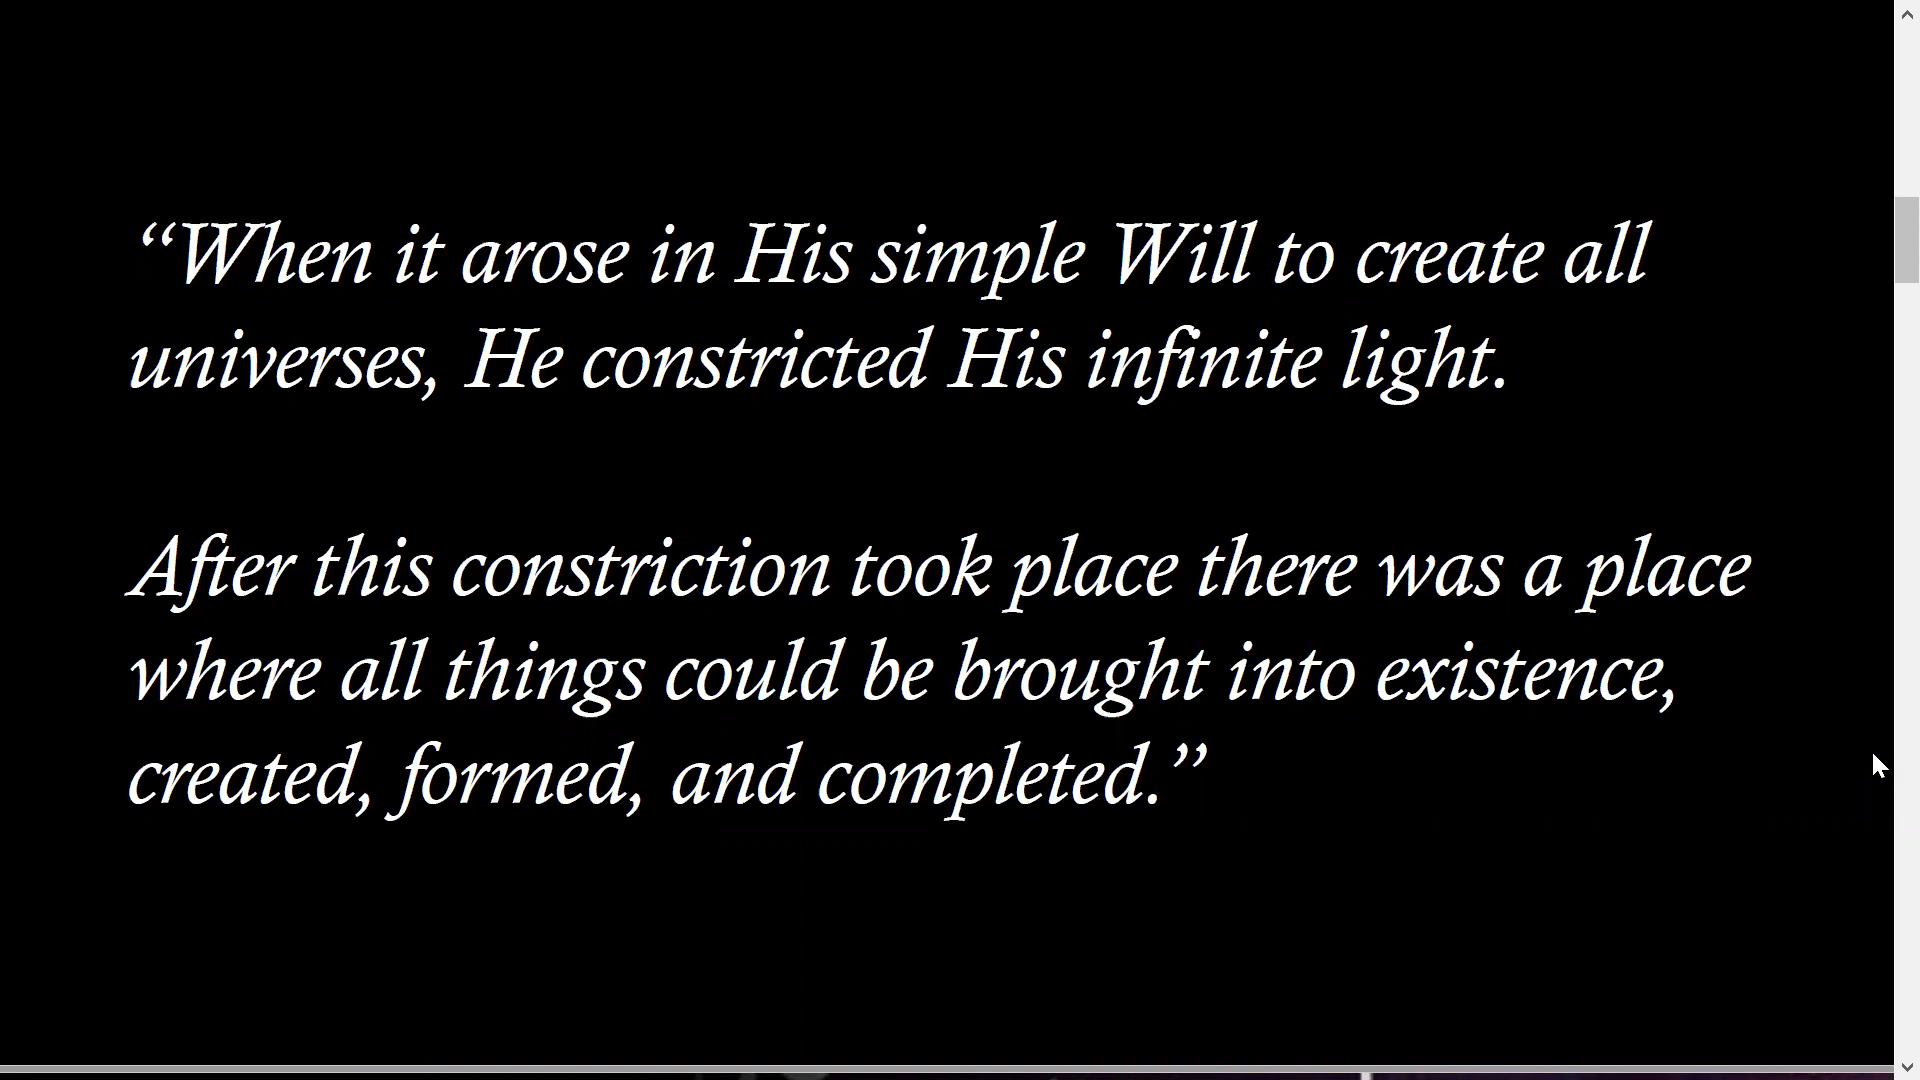 “When it arose in His simple Will to create all
universes, He constricted His infinite light.
After this constriction took place there was a place
where all things could be brought into existence,
created, formed, and completed.”